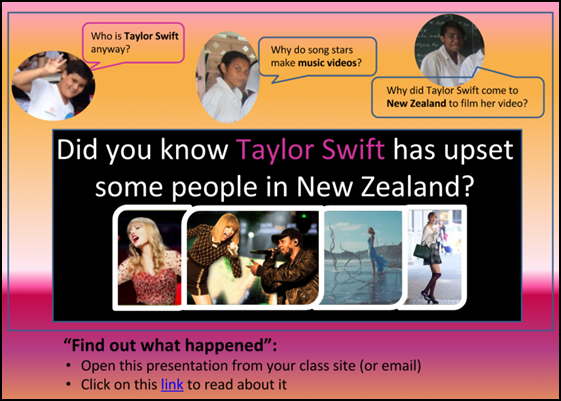 Who is Taylor Swift
anyway?
Why do song stars
make music videos?
Why did Taylor Swift come to
New Zealand to film her video?
Did you know Taylor Swift has upset
some people in New Zealand?
“Find out what happened”:
• Open this presentation from your class site (or email)
• Click on this link to read about it